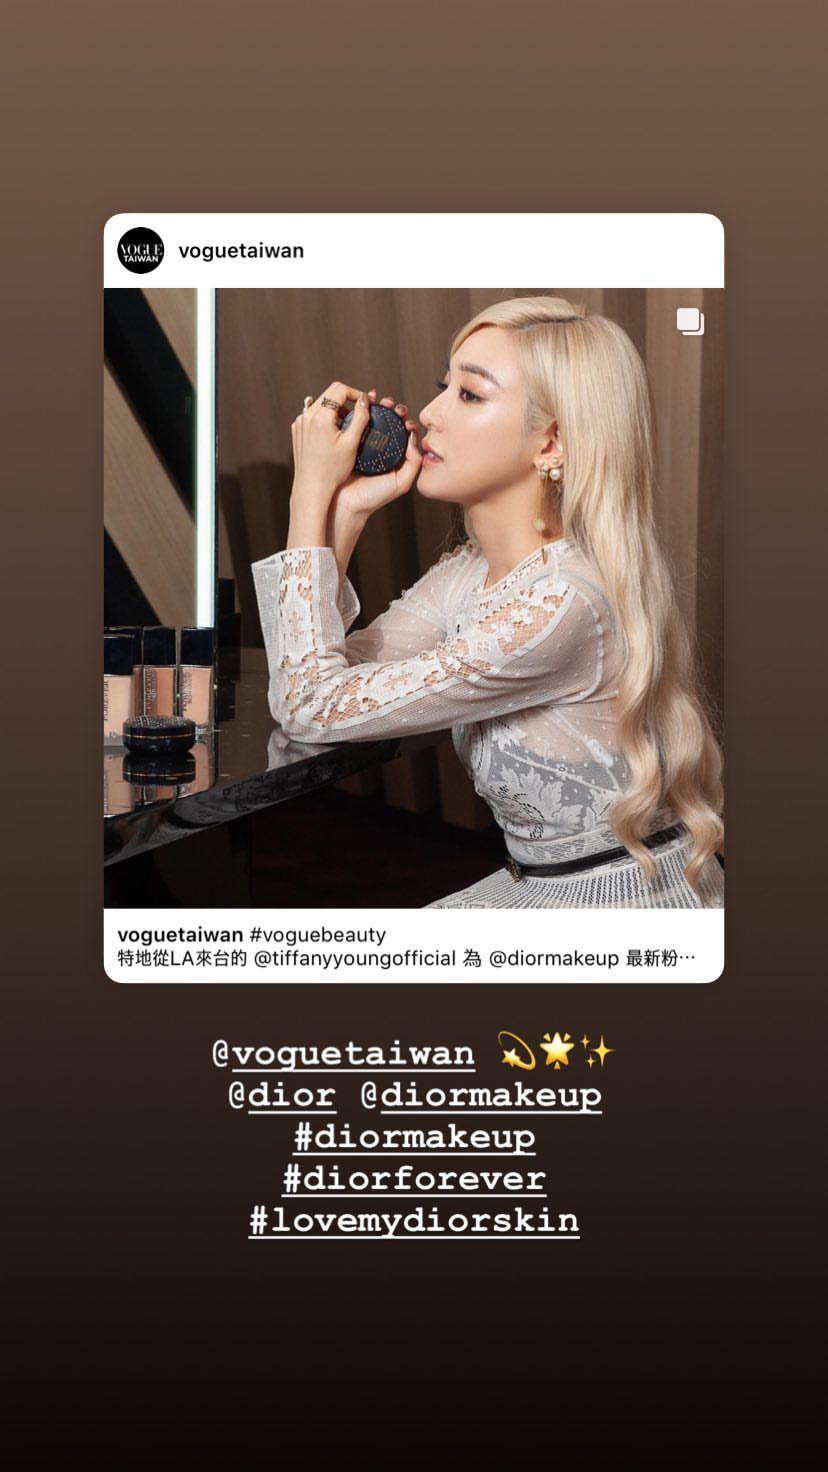 VOGUE
TAIWAN
voguetaiwan
FOREVER
voguetaiwan #voguebeauty
特地從LA來台的 @tiffanyyoungofficial 為 @diormakeup 最新粉…
@voguetaiwan 💫🌟✨
@dior @diormakeup
#diormakeup
#diorforever
#lovemydiorskin